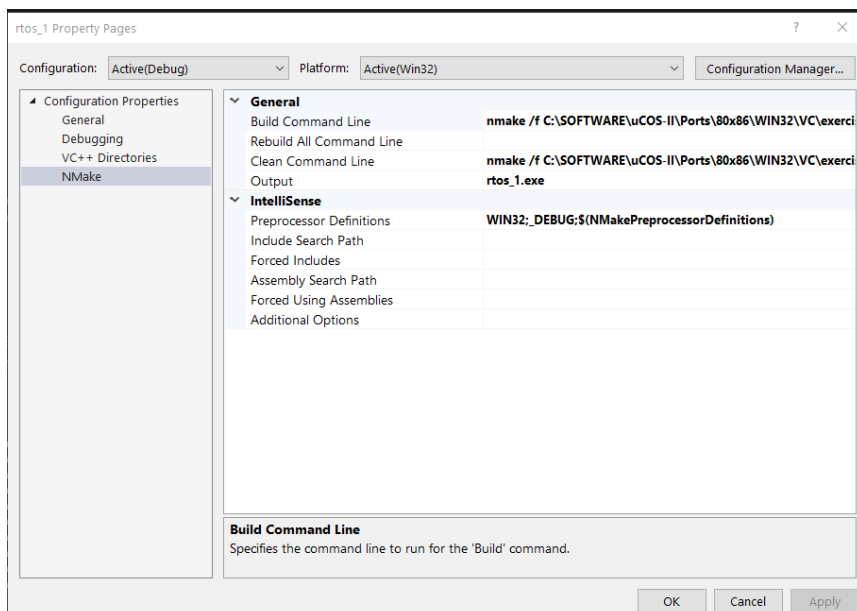 rtos_1 Property Pages ? ×
Configuration: Active(Debug) Platform: Active(Win32) Configuration Manager...
Configuration Properties
General
Debugging
VC++ Directories
NMake
General
Build Command Line nmake /f C:\SOFTWARE\uCOS-II\Ports\80x86\WIN32\VC\exerci
Rebuild All Command Line
Clean Command Line nmake /f C:\SOFTWARE\uCOS-II\Ports\80x86\WIN32\VC\exerci
Output rtos_1.exe
IntelliSense
Preprocessor Definitions WIN32;_DEBUG;$(NMakePreprocessorDefinitions)
Include Search Path
Forced Includes
Assembly Search Path
Forced Using Assemblies
Additional Options
Build Command Line
Specifies the command line to run for the 'Build' command.
OK Cancel Apply